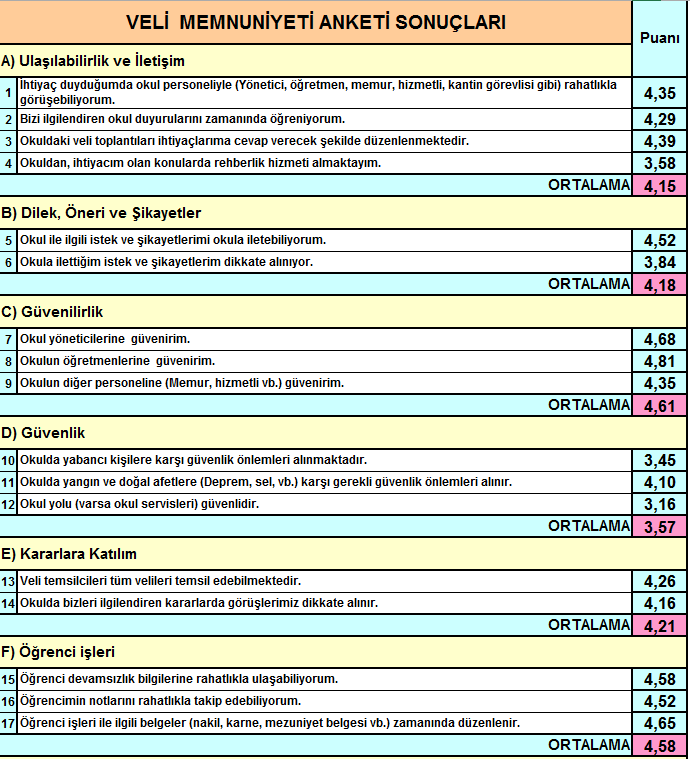 VELİ  MEMNUNİYETİ ANKETİ SONUÇLARI
Puanı
A) Ulaşılabilirlik ve İletişim
1 İhtiyaç duyduğumda okul personeliyle (Yönetici, öğretmen, memur, hizmetli, kantin görevlisi gibi) rahatlıkla
görüşebiliyorum. 4,35
2 Bizi ilgilendiren okul duyurularını zamanında öğreniyorum. 4,29
3 Okuldaki veli toplantıları ihtiyaçlarıma cevap verecek şekilde düzenlenmektedir. 4,39
4 Okuldan, ihtiyacım olan konularda rehberlik hizmeti almaktayım. 3,58
ORTALAMA 4,15
B) Dilek, Öneri ve Şikayetler
5 Okul ile ilgili istek ve şikayetlerimi okula iletebiliyorum. 4,52
6 Okula ilettiğim istek ve şikayetlerim dikkate alınıyor. 3,84
ORTALAMA 4,18
C) Güvenilirlik
7 Okul yöneticilerine  güvenirim. 4,68
8 Okulun öğretmenlerine  güvenirim. 4,81
9 Okulun diğer personeline (Memur, hizmetli vb.) güvenirim. 4,35
ORTALAMA 4,61
D) Güvenlik
10 Okulda yabancı kişilere karşı güvenlik önlemleri alınmaktadır. 3,45
11 Okulda yangın ve doğal afetlere (Deprem, sel, vb.) karşı gerekli güvenlik önlemleri alınır. 4,10
12 Okul yolu (varsa okul servisleri) güvenlidir. 3,16
ORTALAMA 3,57
E) Kararlara Katılım
13 Veli temsilcileri tüm velileri temsil edebilmektedir. 4,26
14 Okulda bizleri ilgilendiren kararlarda görüşlerimiz dikkate alınır. 4,16
ORTALAMA 4,21
F) Öğrenci işleri
15 Öğrenci devamsızlık bilgilerine rahatlıkla ulaşabiliyorum. 4,58
16 Öğrencimin notlarını rahatlıkla takip edebiliyorum. 4,52
17 Öğrenci işleri ile ilgili belgeler (nakil, karne, mezuniyet belgesi vb.) zamanında düzenlenir. 4,65
ORTALAMA 4,58